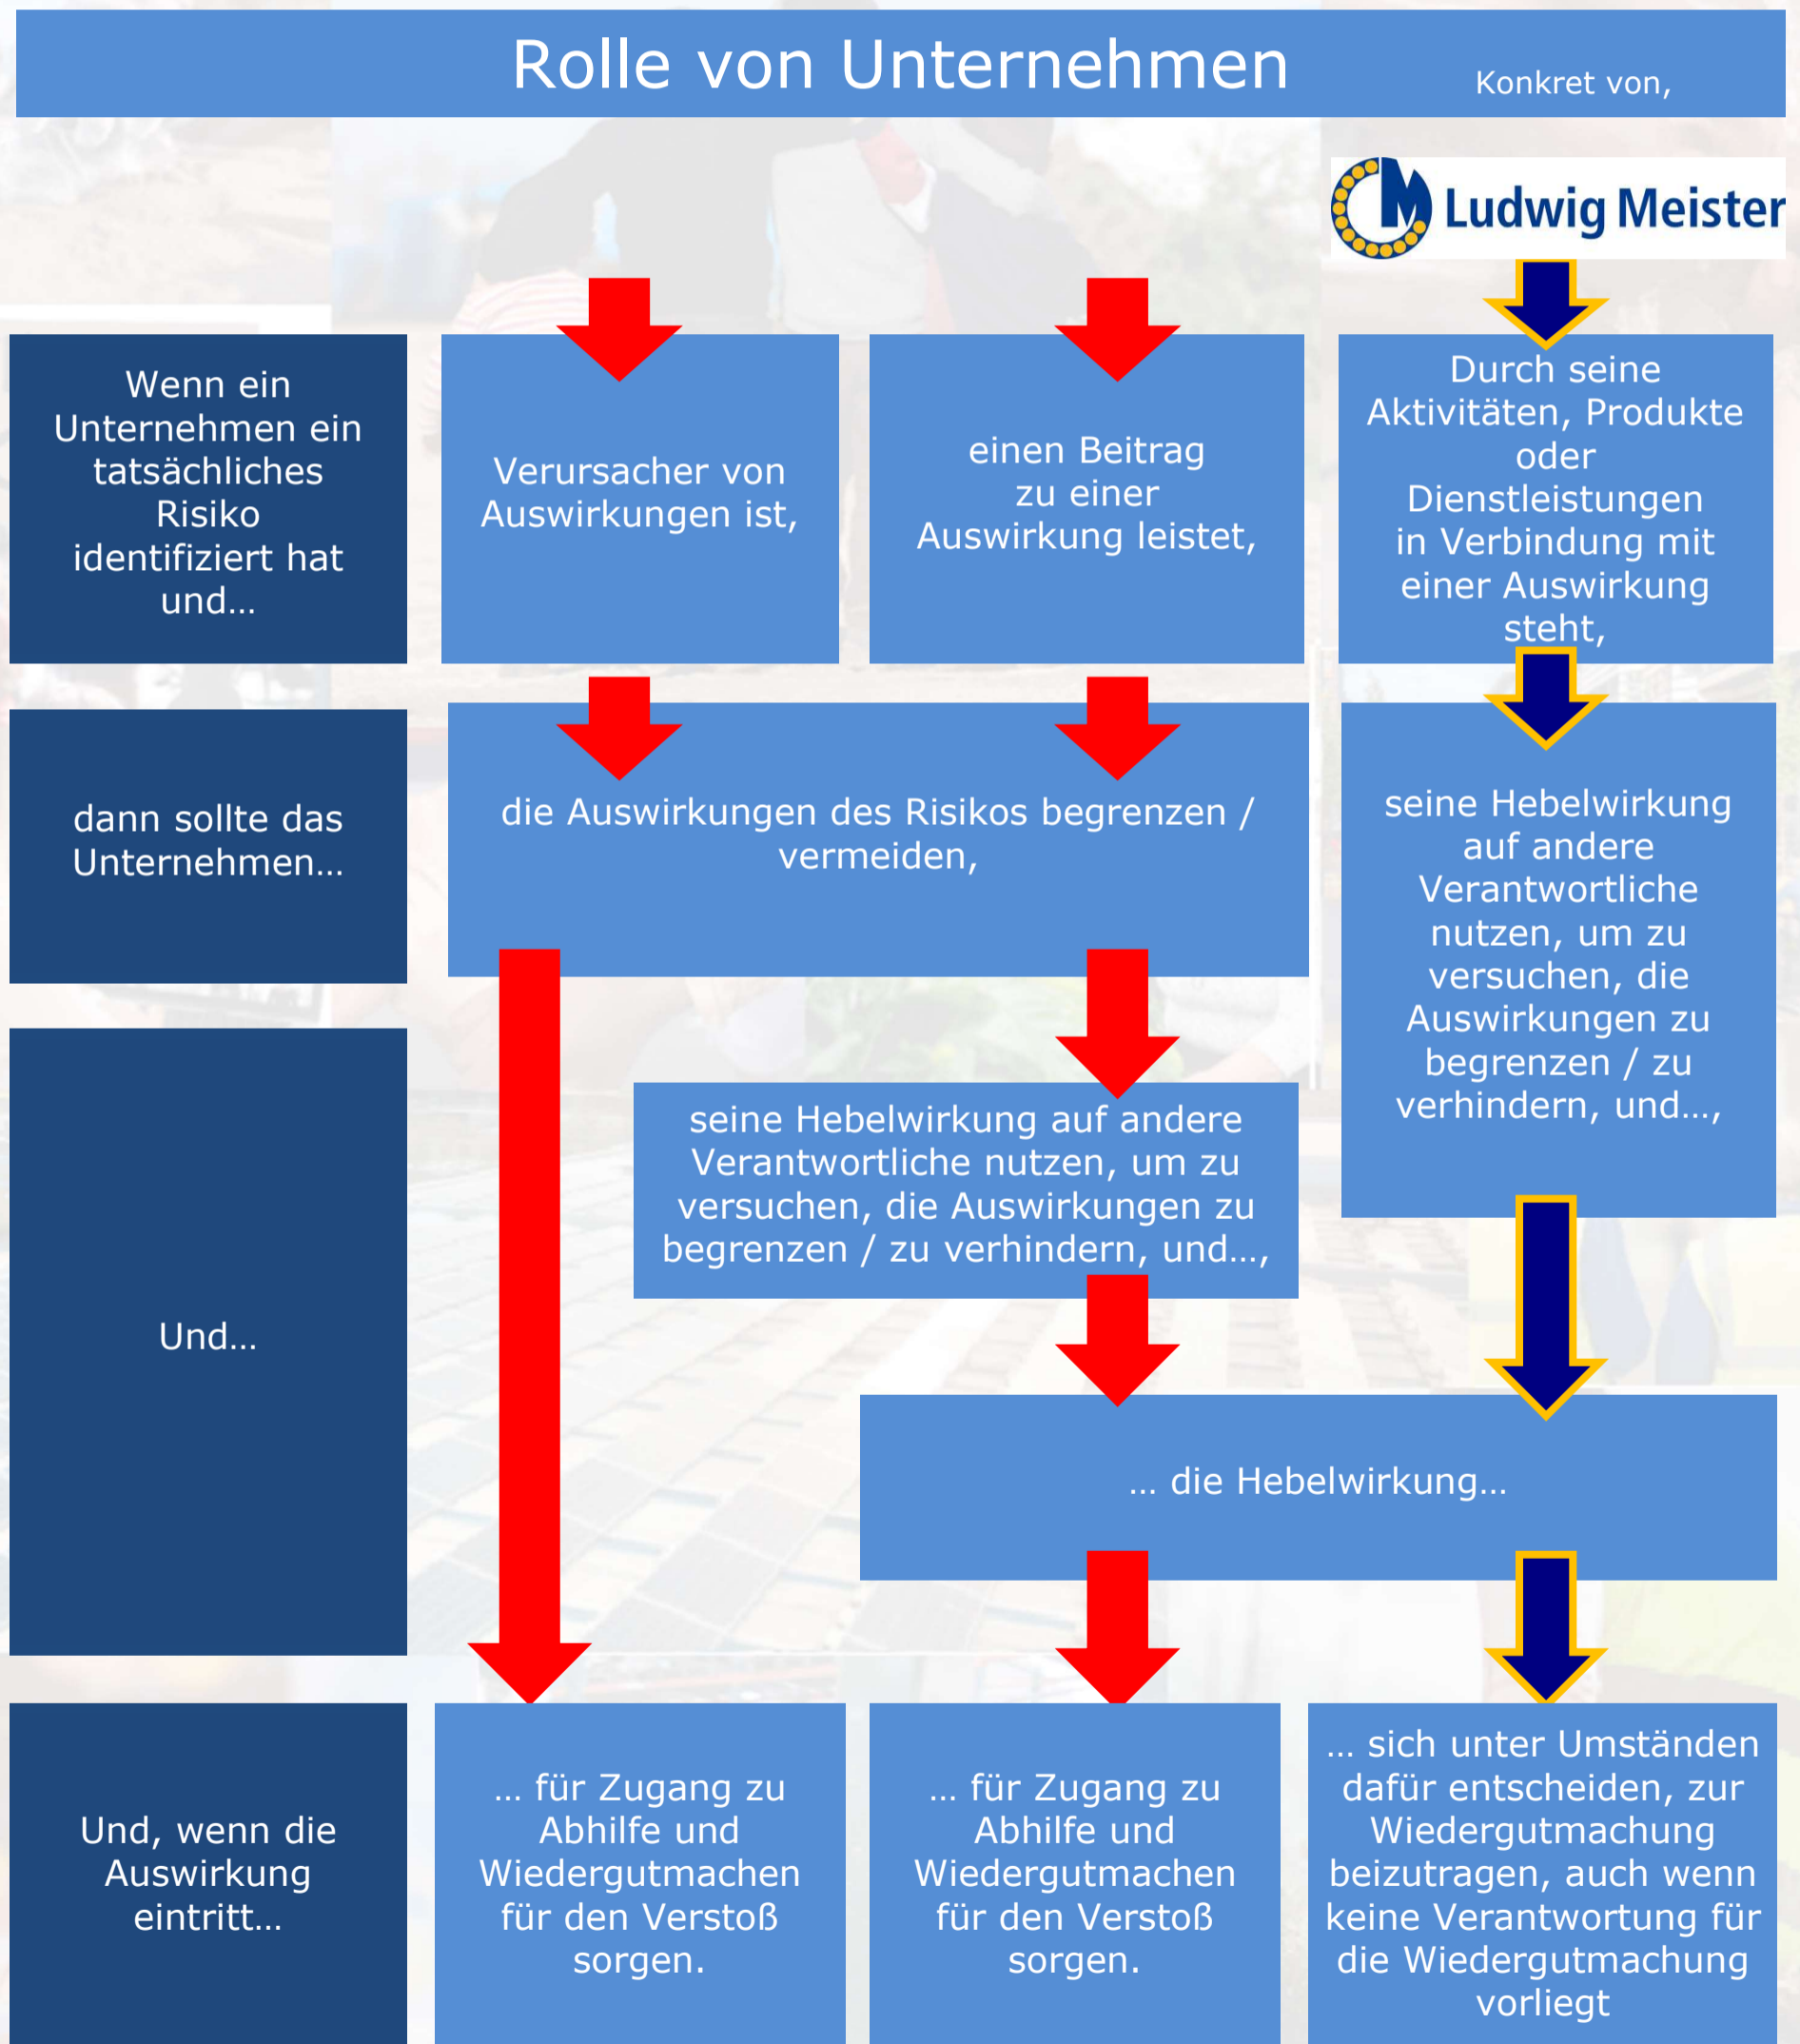 Rolle von Unternehmen
Konkret von,
Ludwig Meister
Wenn ein
Unternehmen ein
tatsächliches
Risiko
identifiziert hat
und…
Verursacher von
Auswirkungen ist,
einen Beitrag
zu einer
Auswirkung leistet,
Durch seine
Aktivitäten, Produkte
oder
Dienstleistungen
in Verbindung mit
einer Auswirkung
steht,
dann sollte das
Unternehmen…
die Auswirkungen des Risikos begrenzen /
vermeiden,
seine Hebelwirkung
auf andere
Verantwortliche
nutzen, um zu
versuchen, die
Auswirkungen zu
begrenzen / zu
verhindern, und…,
Und…
seine Hebelwirkung auf andere
Verantwortliche nutzen, um zu
versuchen, die Auswirkungen zu
begrenzen / zu verhindern, und…,
… die Hebelwirkung…
Und, wenn die
Auswirkung
eintritt…
… für Zugang zu
Abhilfe und
Wiedergutmachen
für den Verstoß
sorgen.
… für Zugang zu
Abhilfe und
Wiedergutmachen
für den Verstoß
sorgen.
… sich unter Umständen
dafür entscheiden, zur
Wiedergutmachung
beizutragen, auch wenn
keine Verantwortung für
die Wiedergutmachung
vorliegt